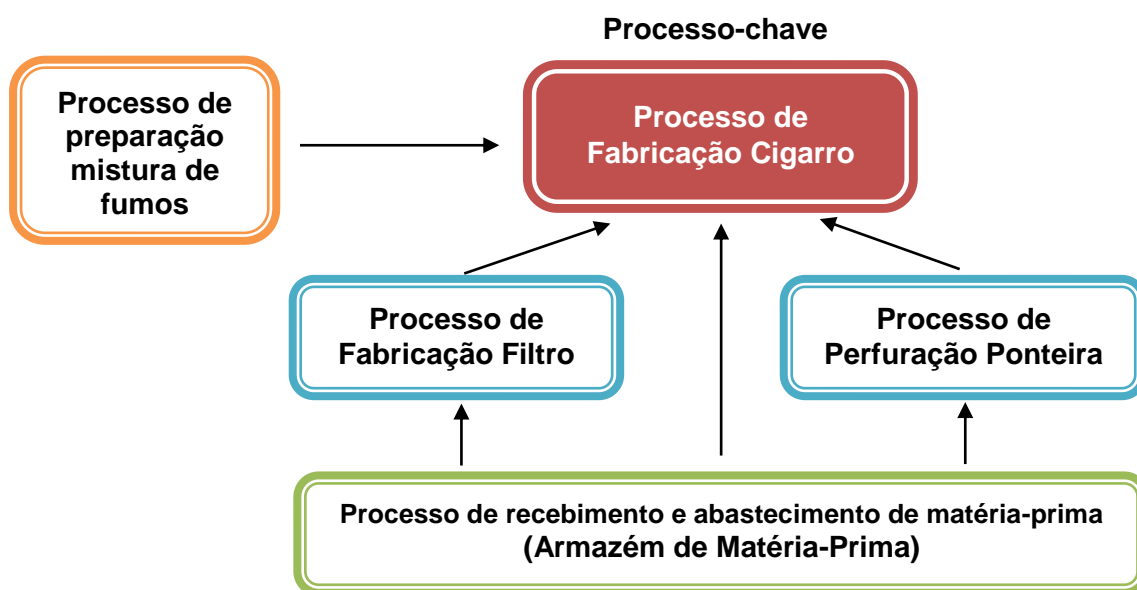 Processo-chave
Processo de
preparação
mistura de
fumos
Processo de
Fabricação Cigarro
Processo de
Fabricação Filtro
Processo de
Perfuração Ponteira
Processo de recebimento e abastecimento de matéria-prima
(Armazém de Matéria-Prima)